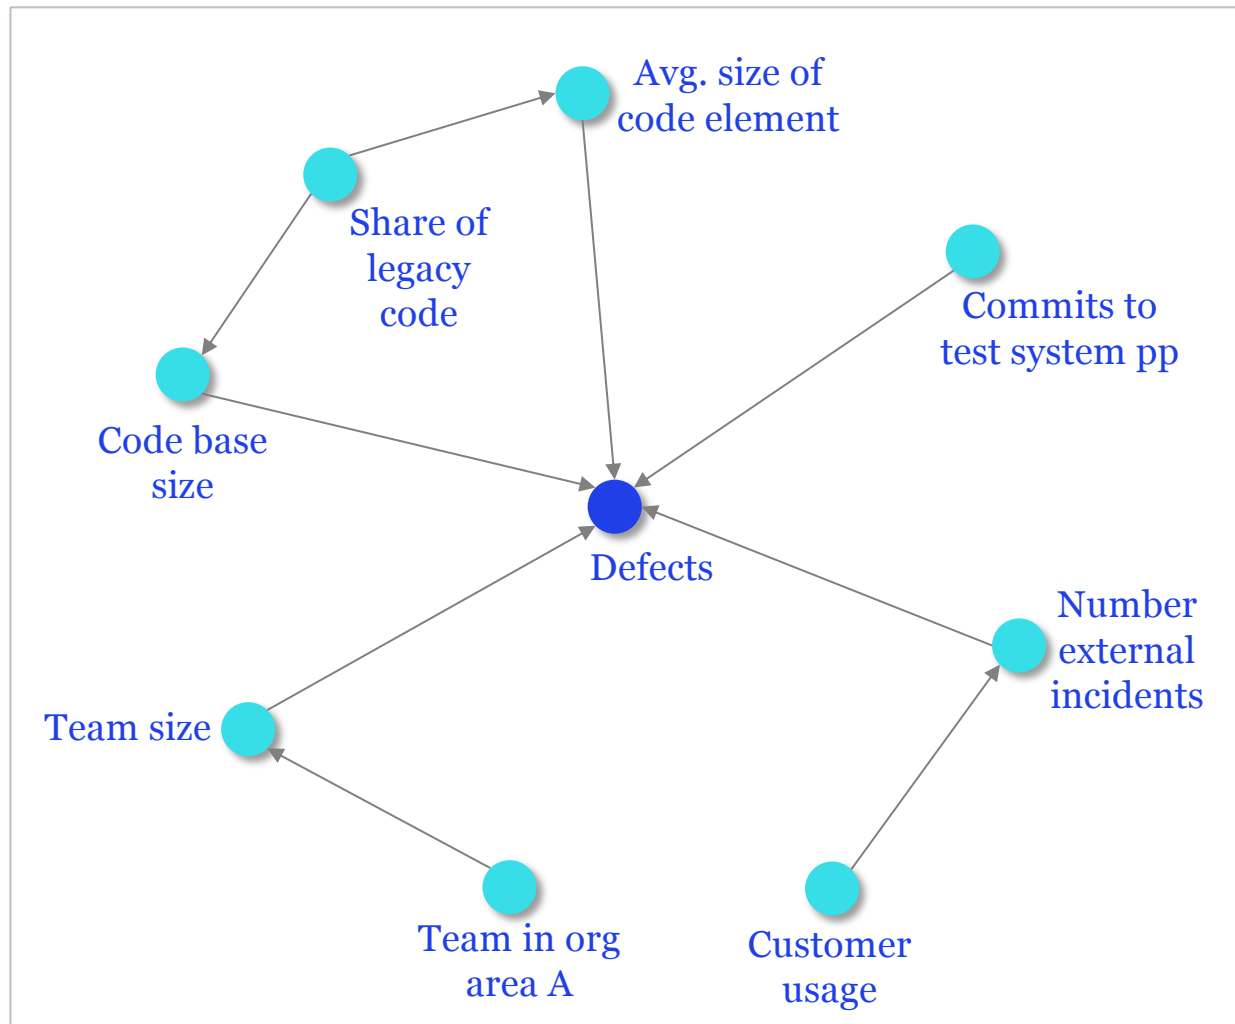 Avg. size of
code element
Share of
legacy
code
Commits to
test system pp
Code base
size
Defects
Number
external
incidents
Team size
Team in org
area A
Customer
usage